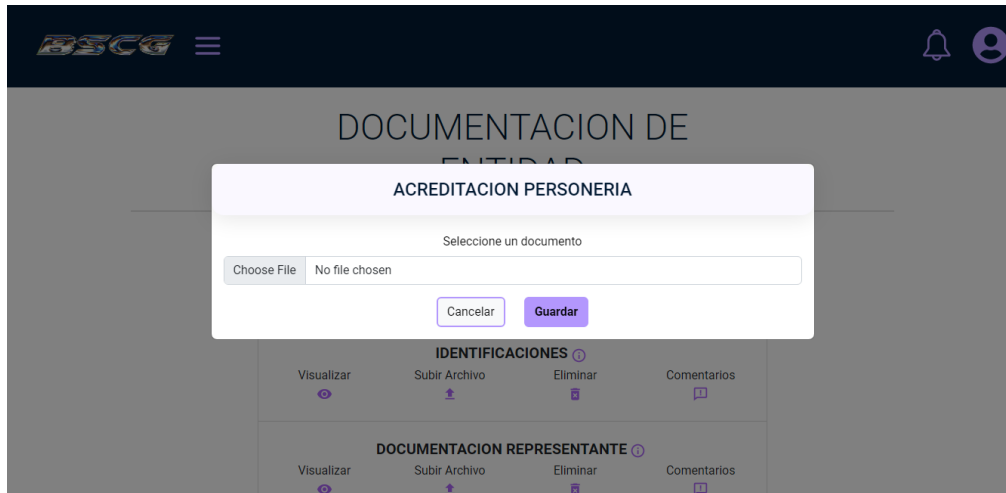 BSCG
DOCUMENTACION DE
ENTIDAD
ACREDITACION PERSONERIA
Seleccione un documento
Choose File No file chosen
Cancelar Guardar
IDENTIFICACIONES
Visualizar Subir Archivo Eliminar Comentarios
DOCUMENTACION REPRESENTANTE
Visualizar Subir Archivo Eliminar Comentarios